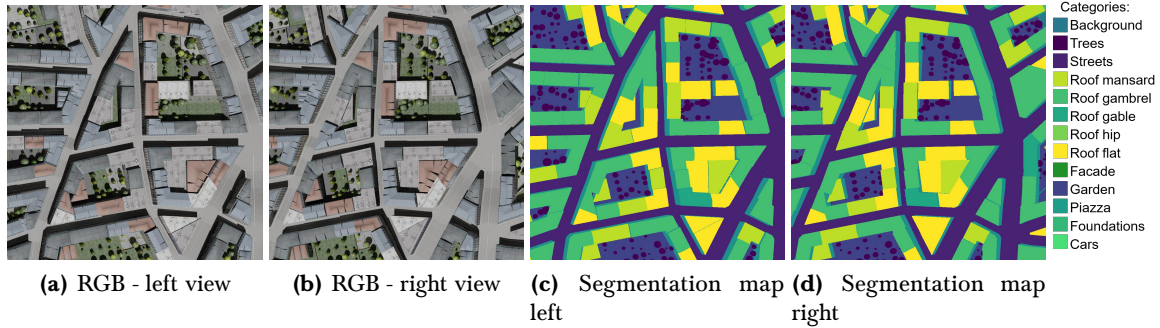 Categories:
Background
Trees
Streets
Roof mansard
Roof gambrel
Roof gable
Roof hip
Roof flat
Facade
Garden
Piazza
Foundations
Cars
(a) RGB - left view
(b) RGB - right view
(c) Segmentation map left
(d) Segmentation map right